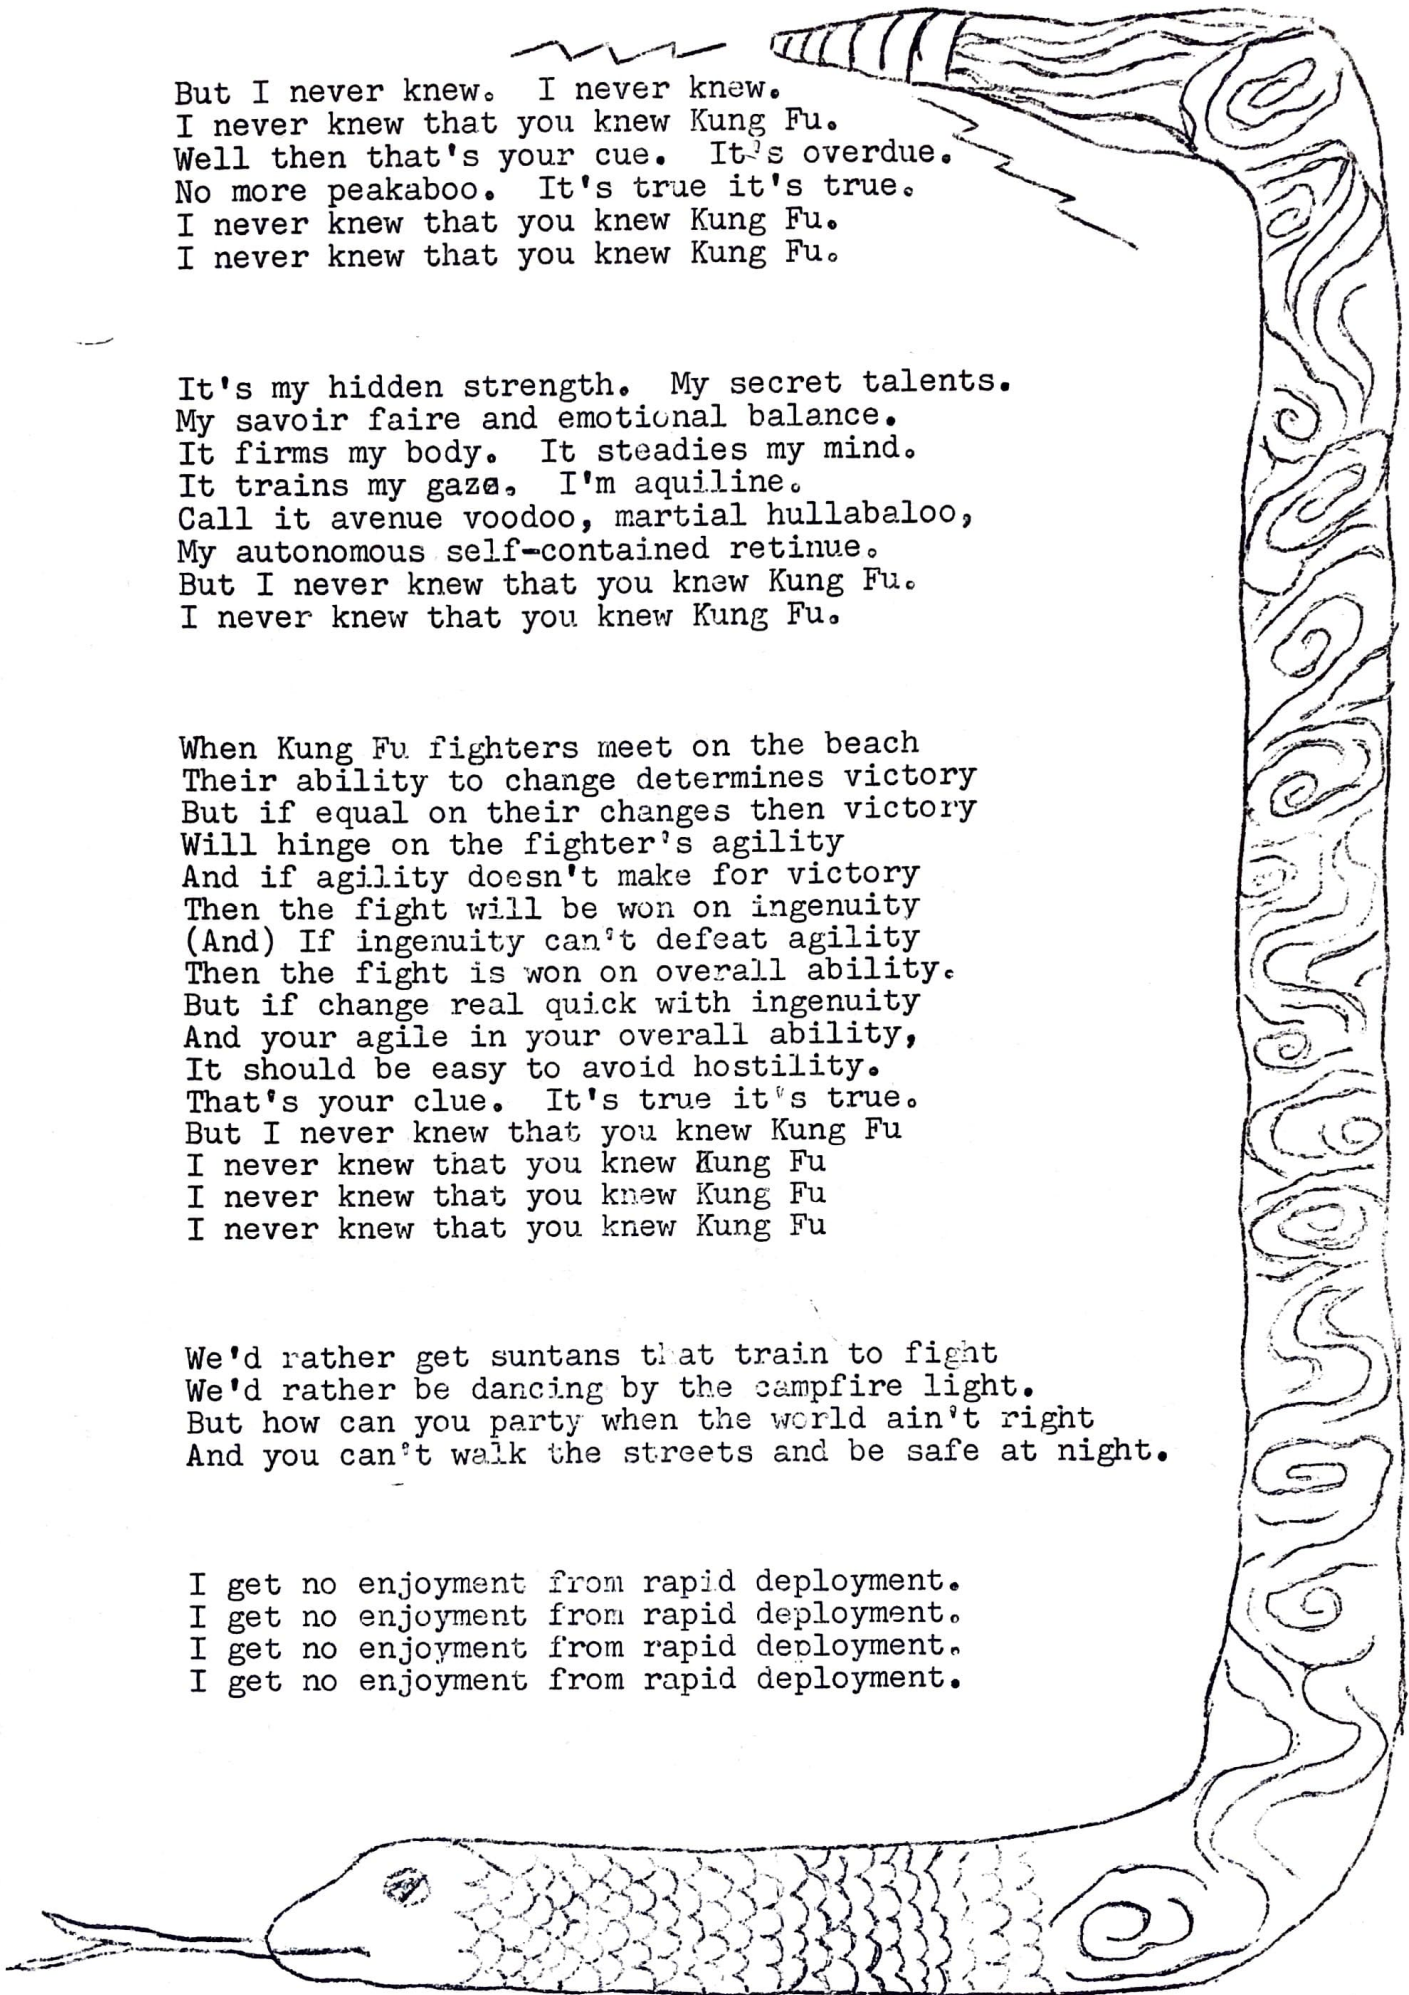 But I never knew.  I never knew.
I never knew that you knew Kung Fu.
Well then that's your cue.  It's overdue.
No more peakaboo.  It's true it's true.
I never knew that you knew Kung Fu.
I never knew that you knew Kung Fu.
It's my hidden strength.  My secret talents.
My savoir faire and emotional balance.
It firms my body.  It steadies my mind.
It trains my gaze.  I'm aquiline.
Call it avenue voodoo, martial hullabaloo,
My autonomous self-contained retinue.
But I never knew that you knew Kung Fu.
I never knew that you knew Kung Fu.
When Kung Fu fighters meet on the beach
Their ability to change determines victory
But if equal on their changes then victory
Will hinge on the fighter's agility
And if agility doesn't make for victory
Then the fight will be won on ingenuity
(And) If ingenuity can't defeat agility
Then the fight is won on overall ability.
But if change real quick with ingenuity
And your agile in your overall ability,
It should be easy to avoid hostility.
That's your clue.  It's true it's true.
But I never knew that you knew Kung Fu
I never knew that you knew Kung Fu
I never knew that you knew Kung Fu
I never knew that you knew Kung Fu
We'd rather get suntans that train to fight
We'd rather be dancing by the campfire light.
But how can you party when the world ain't right
And you can't walk the streets and be safe at night.
I get no enjoyment from rapid deployment.
I get no enjoyment from rapid deployment.
I get no enjoyment from rapid deployment.
I get no enjoyment from rapid deployment.